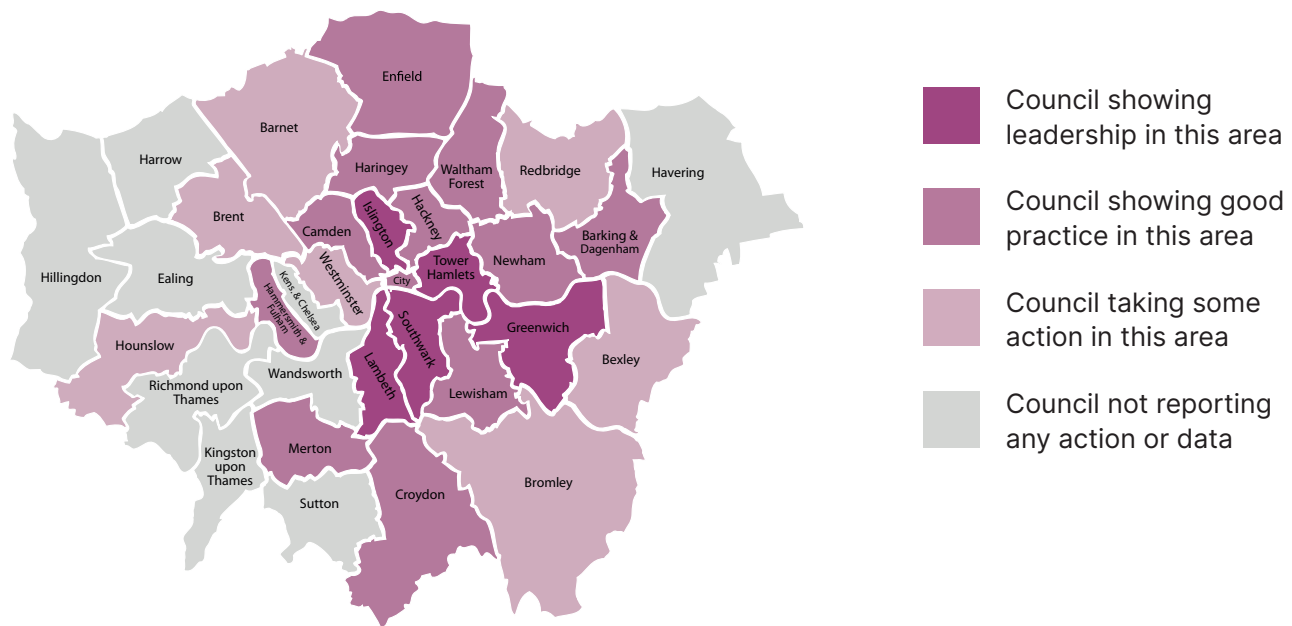 Enfield
Barnet
Harrow
Haringey
Waltham
Forest
Redbridge
Havering
Brent
Camden
Islington
Hackney
Barking &
Dagenham
Hillingdon
Ealing
Kens. & Chelsea
Hammersmith &
Fulham
Westminster
City
Tower
Hamlets
Newham
Hounslow
Southwark
Greenwich
Bexley
Richmond upon
Thames
Wandsworth
Lambeth
Lewisham
Kingston
upon
Thames
Merton
Sutton
Croydon
Bromley
Council showing
leadership in this area
Council showing good
practice in this area
Council taking some
action in this area
Council not reporting
any action or data